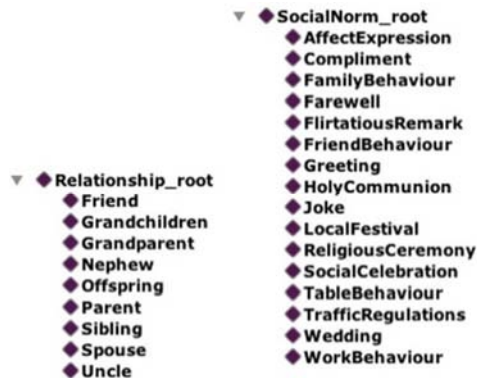 Relationship_root
Friend
Grandchildren
Grandparent
Nephew
Offspring
Parent
Sibling
Spouse
Uncle
SocialNorm_root
AffectExpression
Compliment
FamilyBehaviour
Farewell
FlirtatiousRemark
FriendBehaviour
Greeting
HolyCommunion
Joke
LocalFestival
ReligiousCeremony
SocialCelebration
TableBehaviour
TrafficRegulations
Wedding
WorkBehaviour